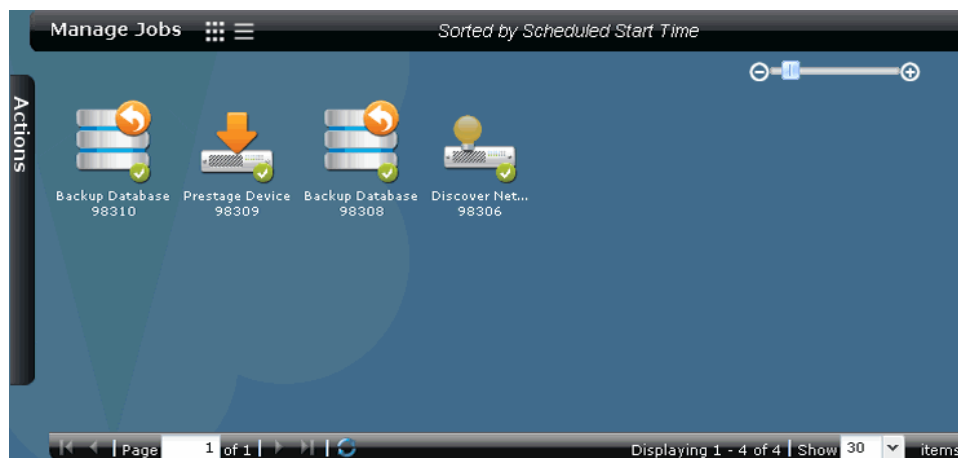 Manage Jobs
Sorted by Scheduled Start Time
Actions
Backup Database
98310
Prestage Device
98309
Backup Database
98308
Discover Net...
98306
Page 1 of 1
Displaying 1 - 4 of 4 Show 30 items